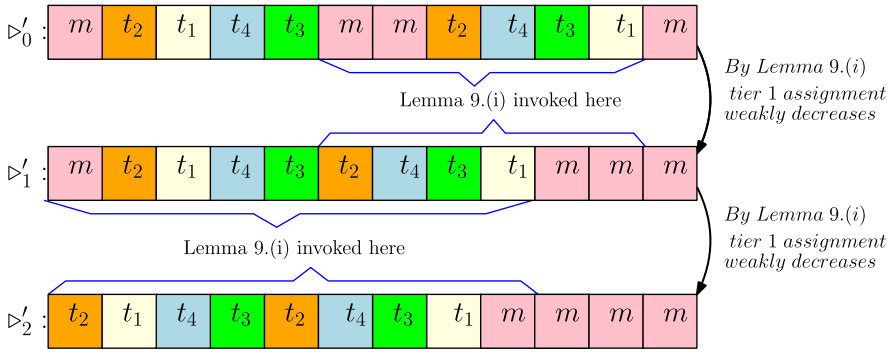 ▷′₀ : m t₂ t₁ t₄ t₃ m m t₂ t₄ t₃ t₁ m
By Lemma 9.(i)
tier 1 assignment
weakly decreases
Lemma 9.(i) invoked here
▷′₁ : m t₂ t₁ t₄ t₃ t₂ t₄ t₃ t₁ m m m
By Lemma 9.(i)
tier 1 assignment
weakly decreases
Lemma 9.(i) invoked here
▷′₂ : t₂ t₁ t₄ t₃ t₂ t₄ t₃ t₁ m m m m